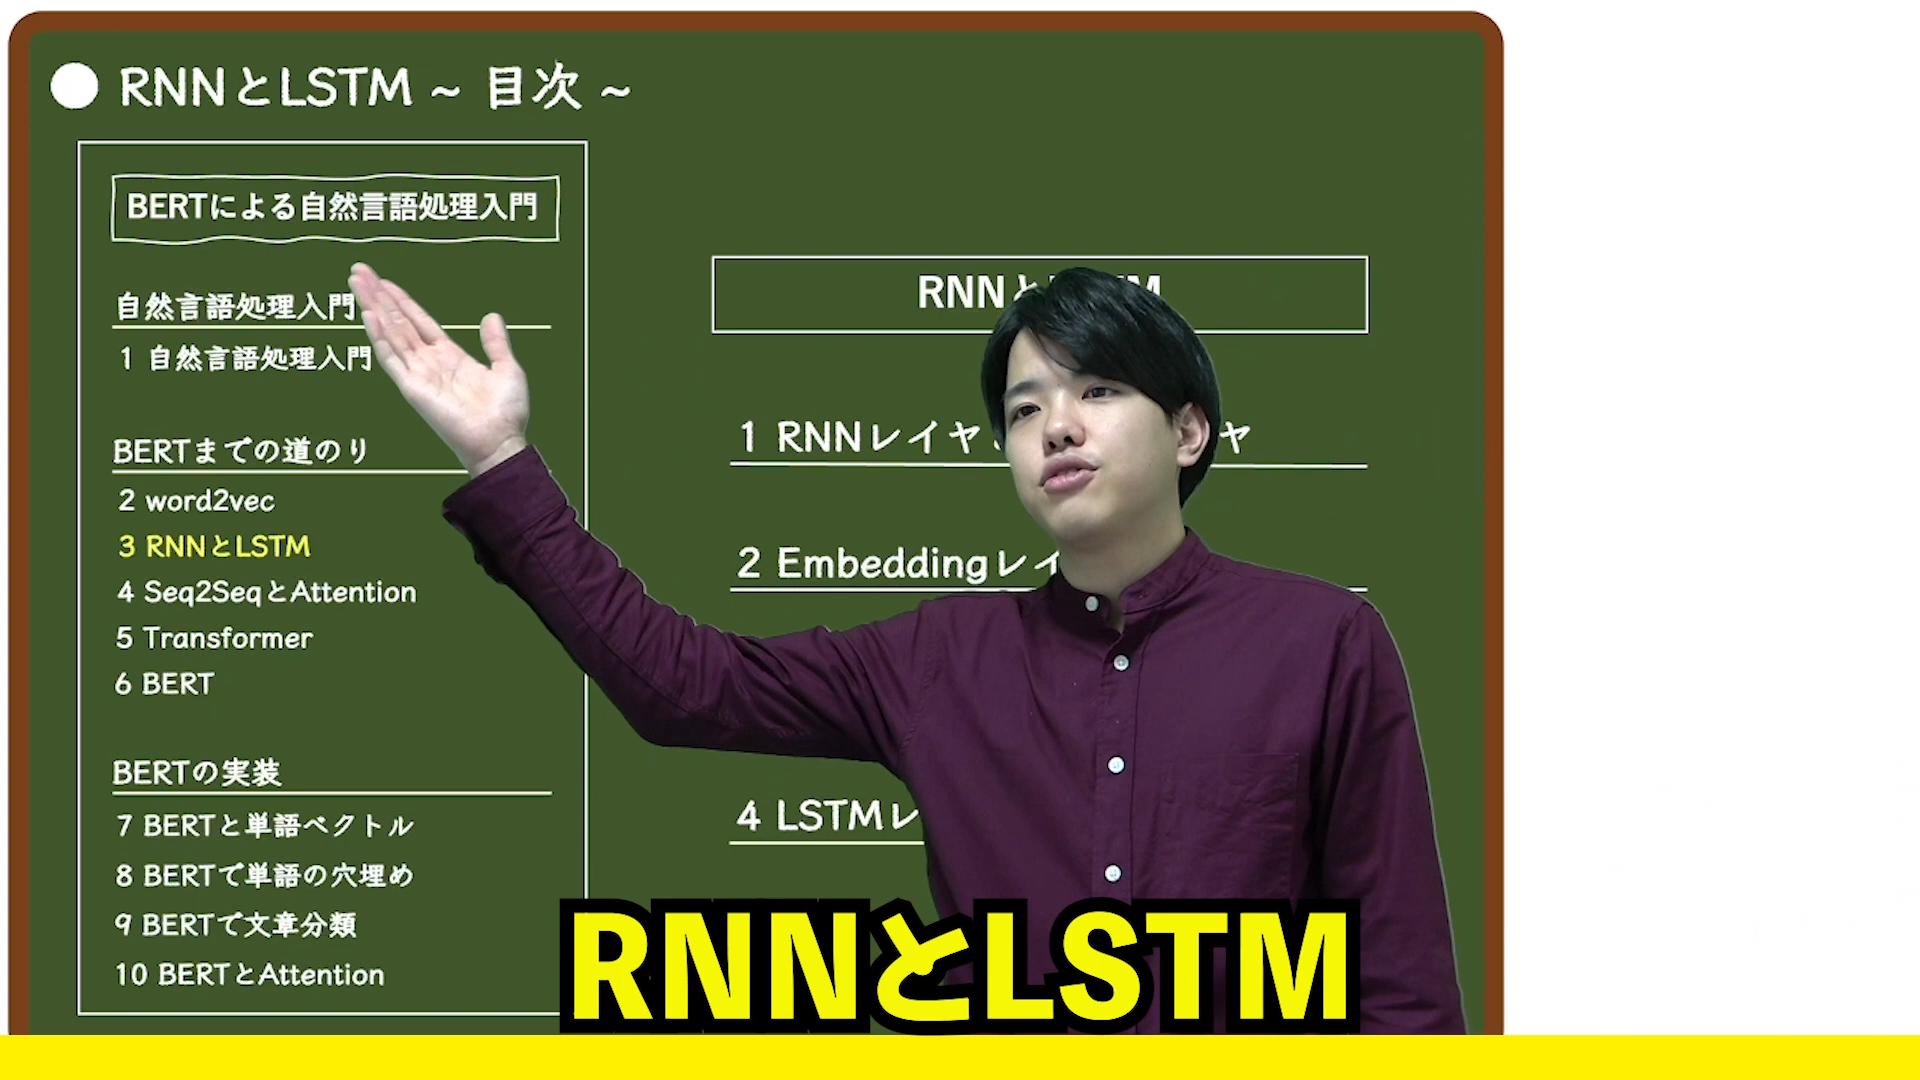 ● RNNとLSTM ~ 目次 ~
BERTによる自然言語処理入門
自然言語処理入門
1 自然言語処理入門
BERTまでの道のり
2 word2vec
3 RNNとLSTM
4 Seq2SeqとAttention
5 Transformer
6 BERT
BERTの実装
7 BERTと単語ベクトル
8 BERTで単語の穴埋め
9 BERTで文章分類
10 BERTとAttention
RNNと
1 RNNレイヤ
2 Embeddingレイ
4 LSTMレ
RNNとLSTM